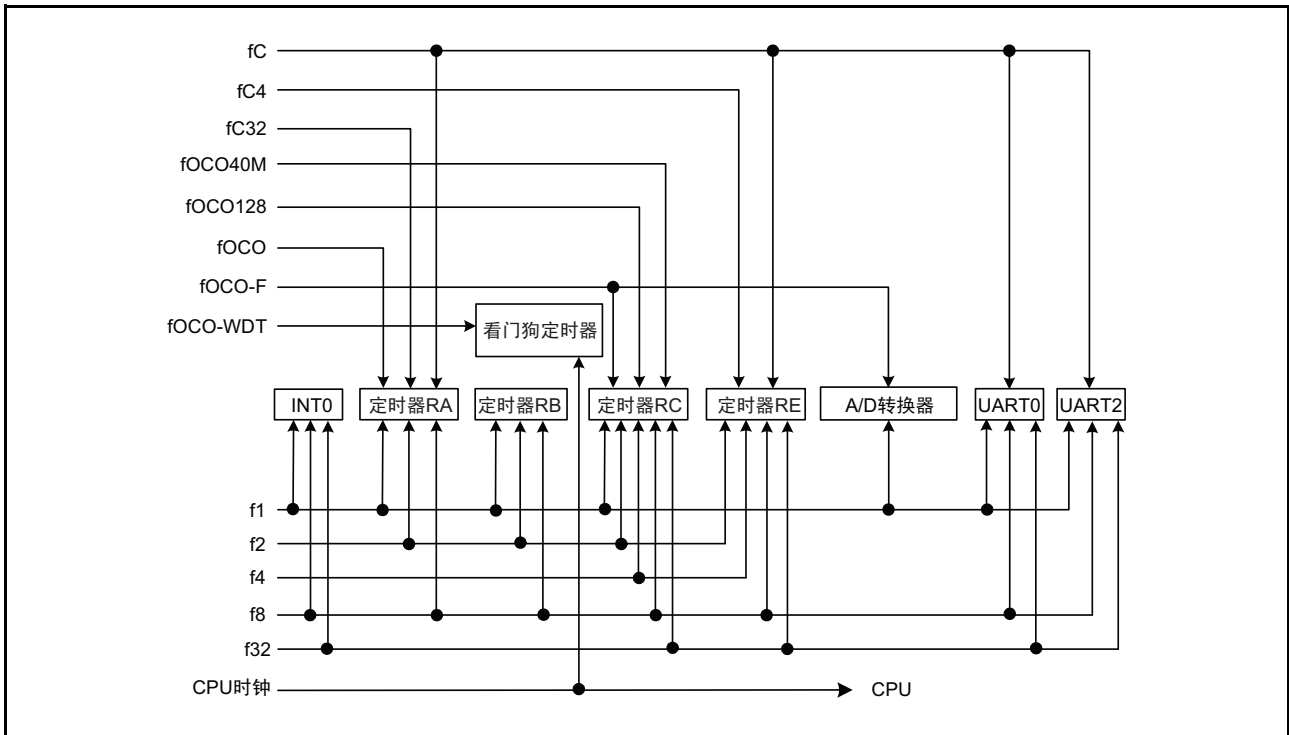 fC
fC4
fC32
fOCO40M
fOCO128
fOCO
fOCO-F
fOCO-WDT
看门狗定时器
INT0
定时器RA
定时器RB
定时器RC
定时器RE
A/D转换器
UART0
UART2
f1
f2
f4
f8
f32
CPU时钟
CPU